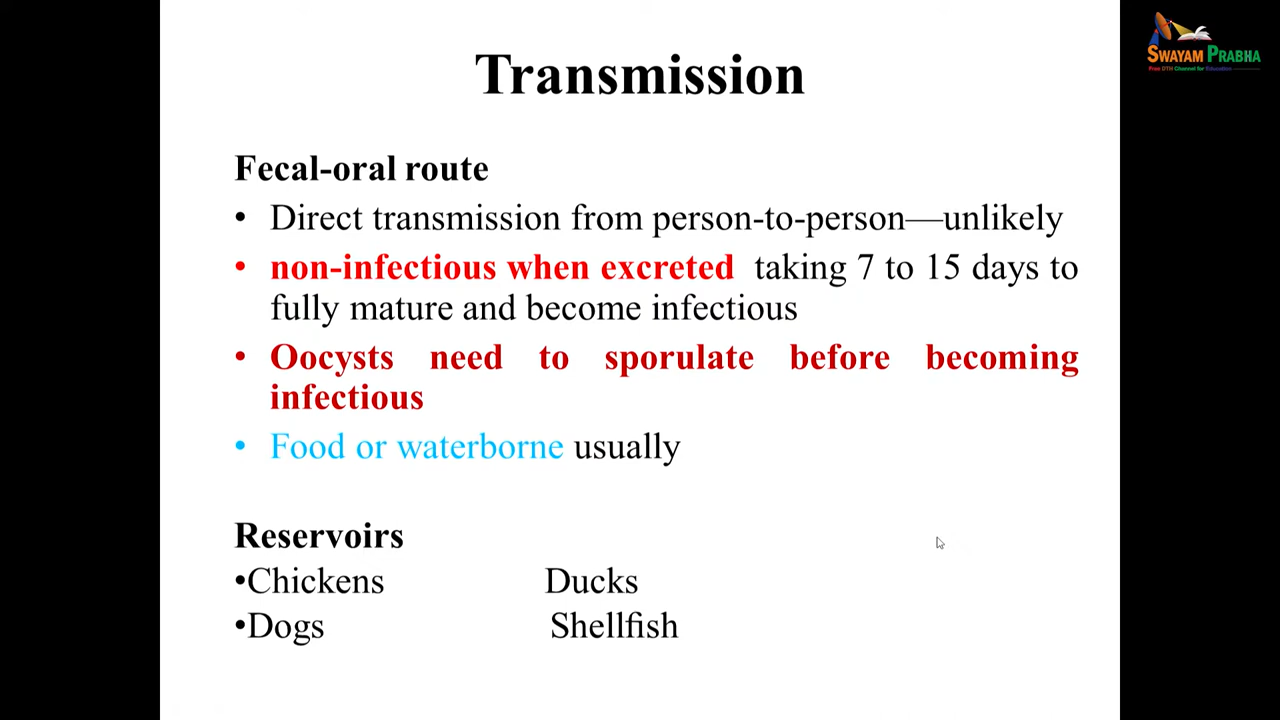 SWAYAM PRABHA
Free DTH Channel for Education
Transmission
Fecal-oral route
• Direct transmission from person-to-person—unlikely
• non-infectious when excreted taking 7 to 15 days to
fully mature and become infectious
• Oocysts need to sporulate before becoming
infectious
• Food or waterborne usually
Reservoirs
•Chickens Ducks
•Dogs Shellfish